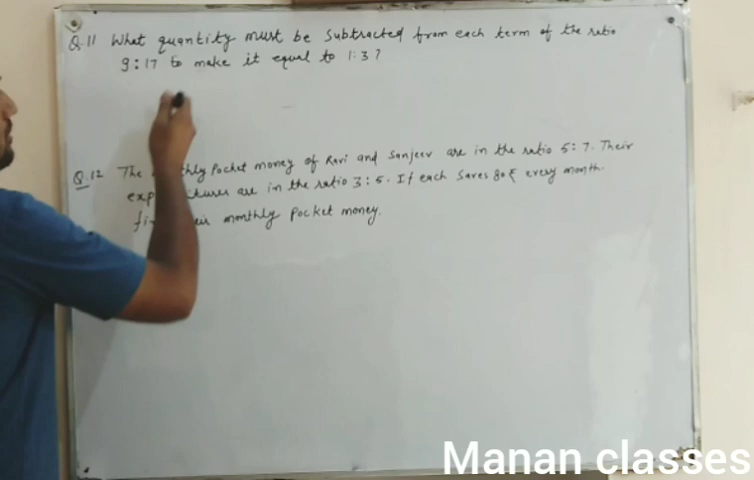 Q.11 What quantity must be subtracted from each term of the ratio
9:17 to make it equal to 1:3?
Q.12 The Pocket money of Ravi and Sanjeev are in the ratio 5:7. Their
are in the ratio 3:5. If each saves 80₹ every month.
monthly Pocket money.
Manan classes